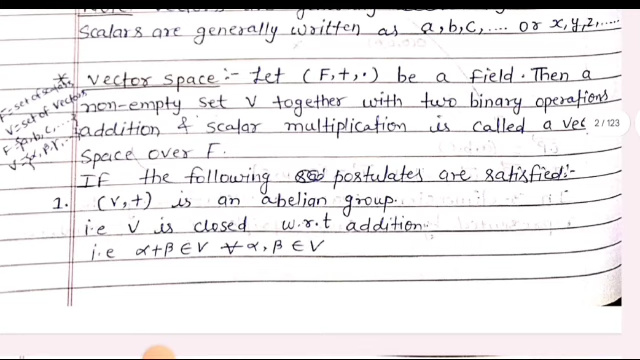 Scalars are generally written as a, b, c, .... or x, y, z, .....
* Vector space :- Let (F, +, ·) be a field. Then a
non-empty set V together with two binary operations
addition & scalar multiplication is called a vec
space over F.
If the following postulates are satisfied:-
1. (V, +) is an abelian group.
i.e V is closed w.r.t addition
i.e α+β ∈ V ∀ α, β ∈ V
F = set of scalars
V = set of vectors
F = a, b, c, ...
V = α, β, γ, ...
2 / 123